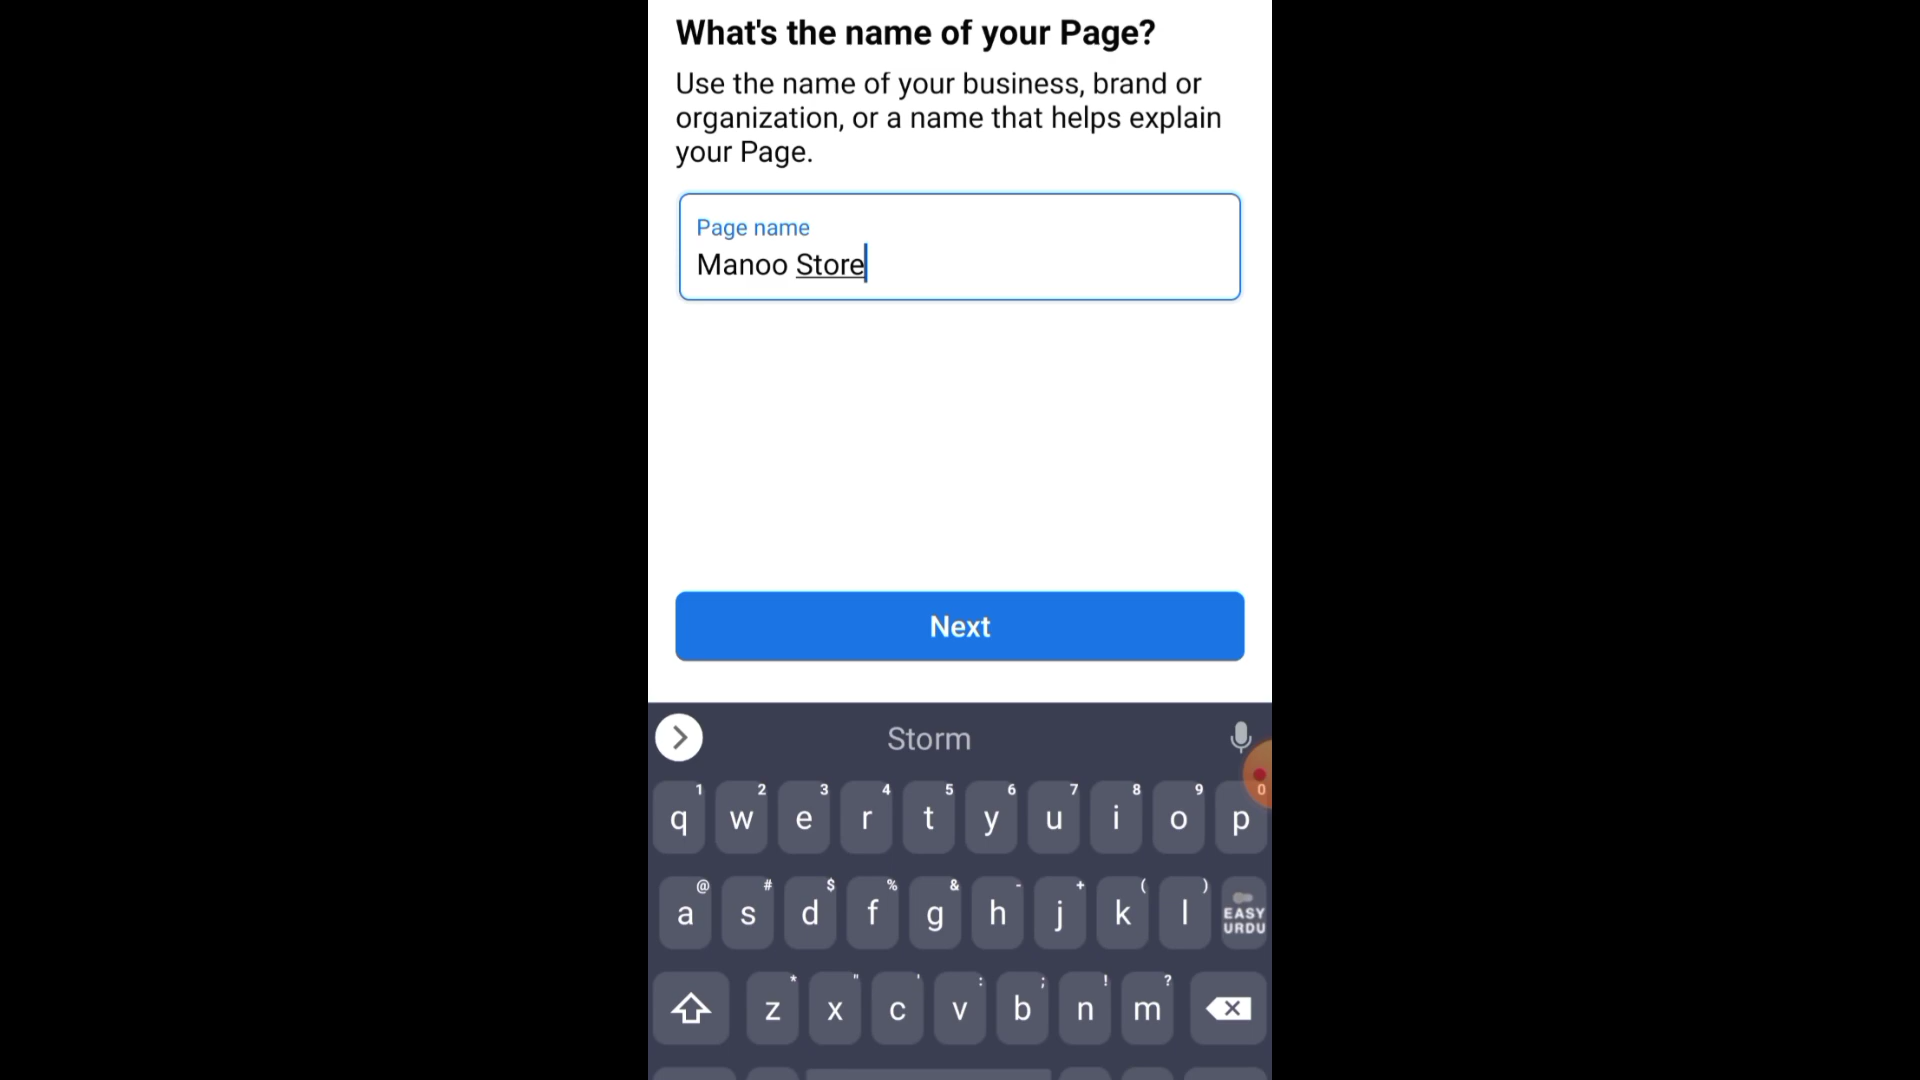 What's the name of your Page?
Use the name of your business, brand or
organization, or a name that helps explain
your Page.
Page name
Manoo Store
Next
Storm
1 2 3 4 5 6 7 8 9 0
q w e r t y u i o p
@ # $ % & - + ( )
a s d f g h j k l EASY
URDU
* " ' : ; ! ?
z x c v b n m